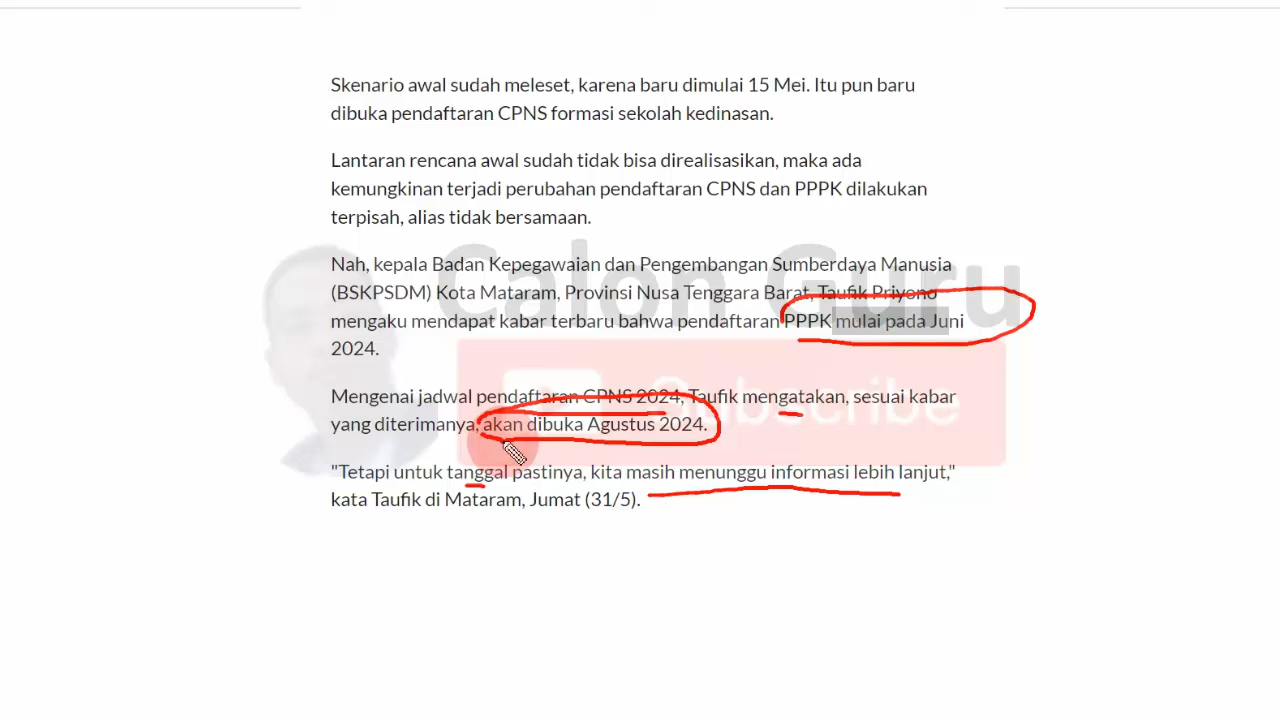 Skenario awal sudah meleset, karena baru dimulai 15 Mei. Itu pun baru
dibuka pendaftaran CPNS formasi sekolah kedinasan.
Lantaran rencana awal sudah tidak bisa direalisasikan, maka ada
kemungkinan terjadi perubahan pendaftaran CPNS dan PPPK dilakukan
terpisah, alias tidak bersamaan.
Calon Guru
Nah, kepala Badan Kepegawaian dan Pengembangan Sumberdaya Manusia
(BSKPSDM) Kota Mataram, Provinsi Nusa Tenggara Barat, Taufik Priyono
mengaku mendapat kabar terbaru bahwa pendaftaran PPPK mulai pada Juni
2024.
Subscribe
Mengenai jadwal pendaftaran CPNS 2024, Taufik mengatakan, sesuai kabar
yang diterimanya, akan dibuka Agustus 2024.
"Tetapi untuk tanggal pastinya, kita masih menunggu informasi lebih lanjut,"
kata Taufik di Mataram, Jumat (31/5).